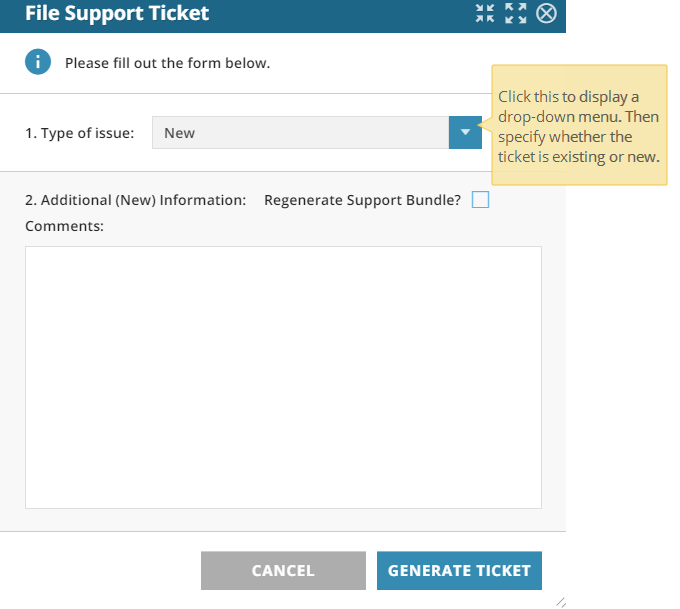 File Support Ticket
Please fill out the form below.
Click this to display a
drop-down menu. Then
specify whether the
ticket is existing or new.
1. Type of issue: New
2. Additional (New) Information: Regenerate Support Bundle?
Comments:
CANCEL GENERATE TICKET